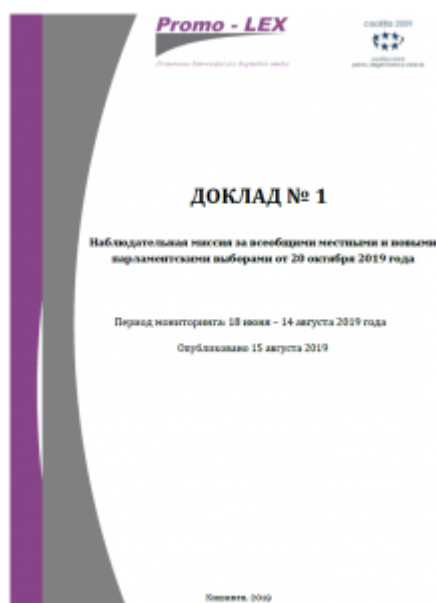 Promo - LEX
ДОКЛАД № 1
Наблюдательная миссия за всеобщими местными и новыми
парламентскими выборами от 20 октября 2019 года
Период мониторинга: 18 июня – 14 августа 2019 года
Опубликовано 15 августа 2019
Кишинев, 2019